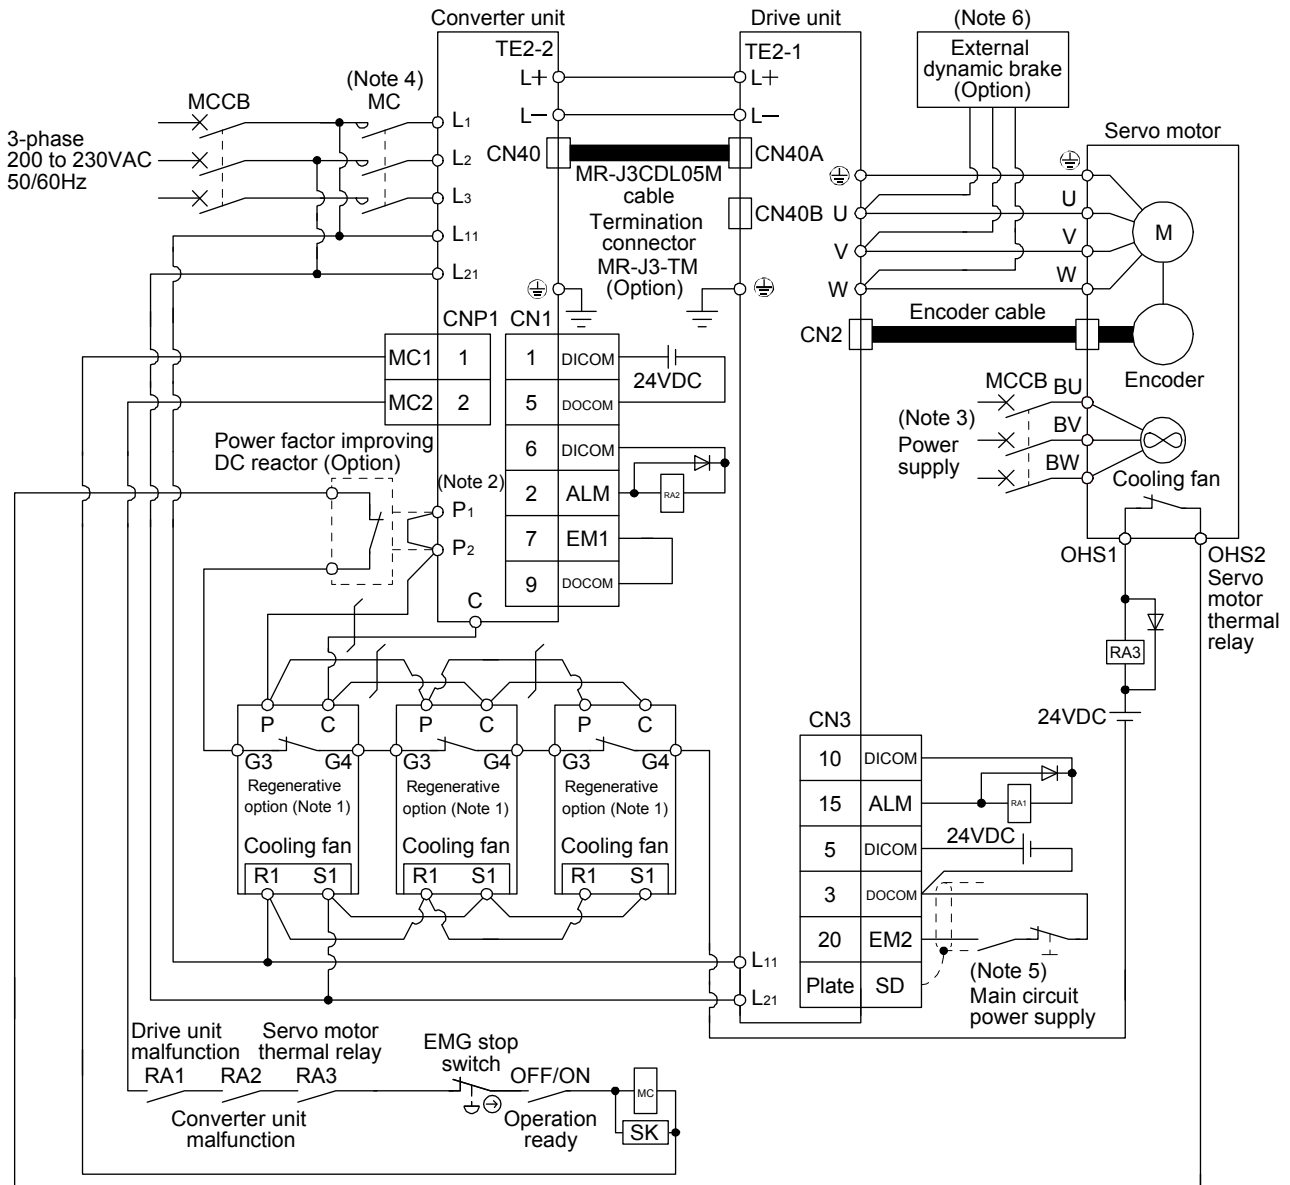 Converter unit
Drive unit
(Note 6)
TE2-2
TE2-1
External
dynamic brake
(Option)
L+
L+
(Note 4)
MC
MCCB
L−
L−
3-phase
200 to 230VAC
50/60Hz
L1
L2
L3
L11
L21
CN40
CN40A
MR-J3CDL05M
cable
CN40B
Termination
connector
MR-J3-TM
(Option)
Servo motor
U
V
W
U
V
W
M
Encoder cable
CN2
Encoder
CNP1
CN1
MC1
1
MC2
2
1
DICOM
24VDC
5
DOCOM
6
DICOM
2
ALM
RA2
7
EM1
9
DOCOM
MCCB
BU
BV
BW
(Note 3)
Power
supply
Cooling fan
Power factor improving
DC reactor (Option)
(Note 2)
P1
P2
C
OHS1
OHS2
Servo
motor
thermal
relay
RA3
24VDC
P
C
P
C
P
C
G3
G4
G3
G4
G3
G4
Regenerative
option (Note 1)
Regenerative
option (Note 1)
Regenerative
option (Note 1)
Cooling fan
Cooling fan
Cooling fan
R1
S1
R1
S1
R1
S1
CN3
10
DICOM
15
ALM
RA1
5
DICOM
24VDC
3
DOCOM
20
EM2
Plate
SD
(Note 5)
Main circuit
power supply
L11
L21
Drive unit
malfunction
RA1
RA2
Converter unit
malfunction
Servo motor
thermal relay
RA3
EMG stop
switch
OFF/ON
Operation
ready
MC
SK